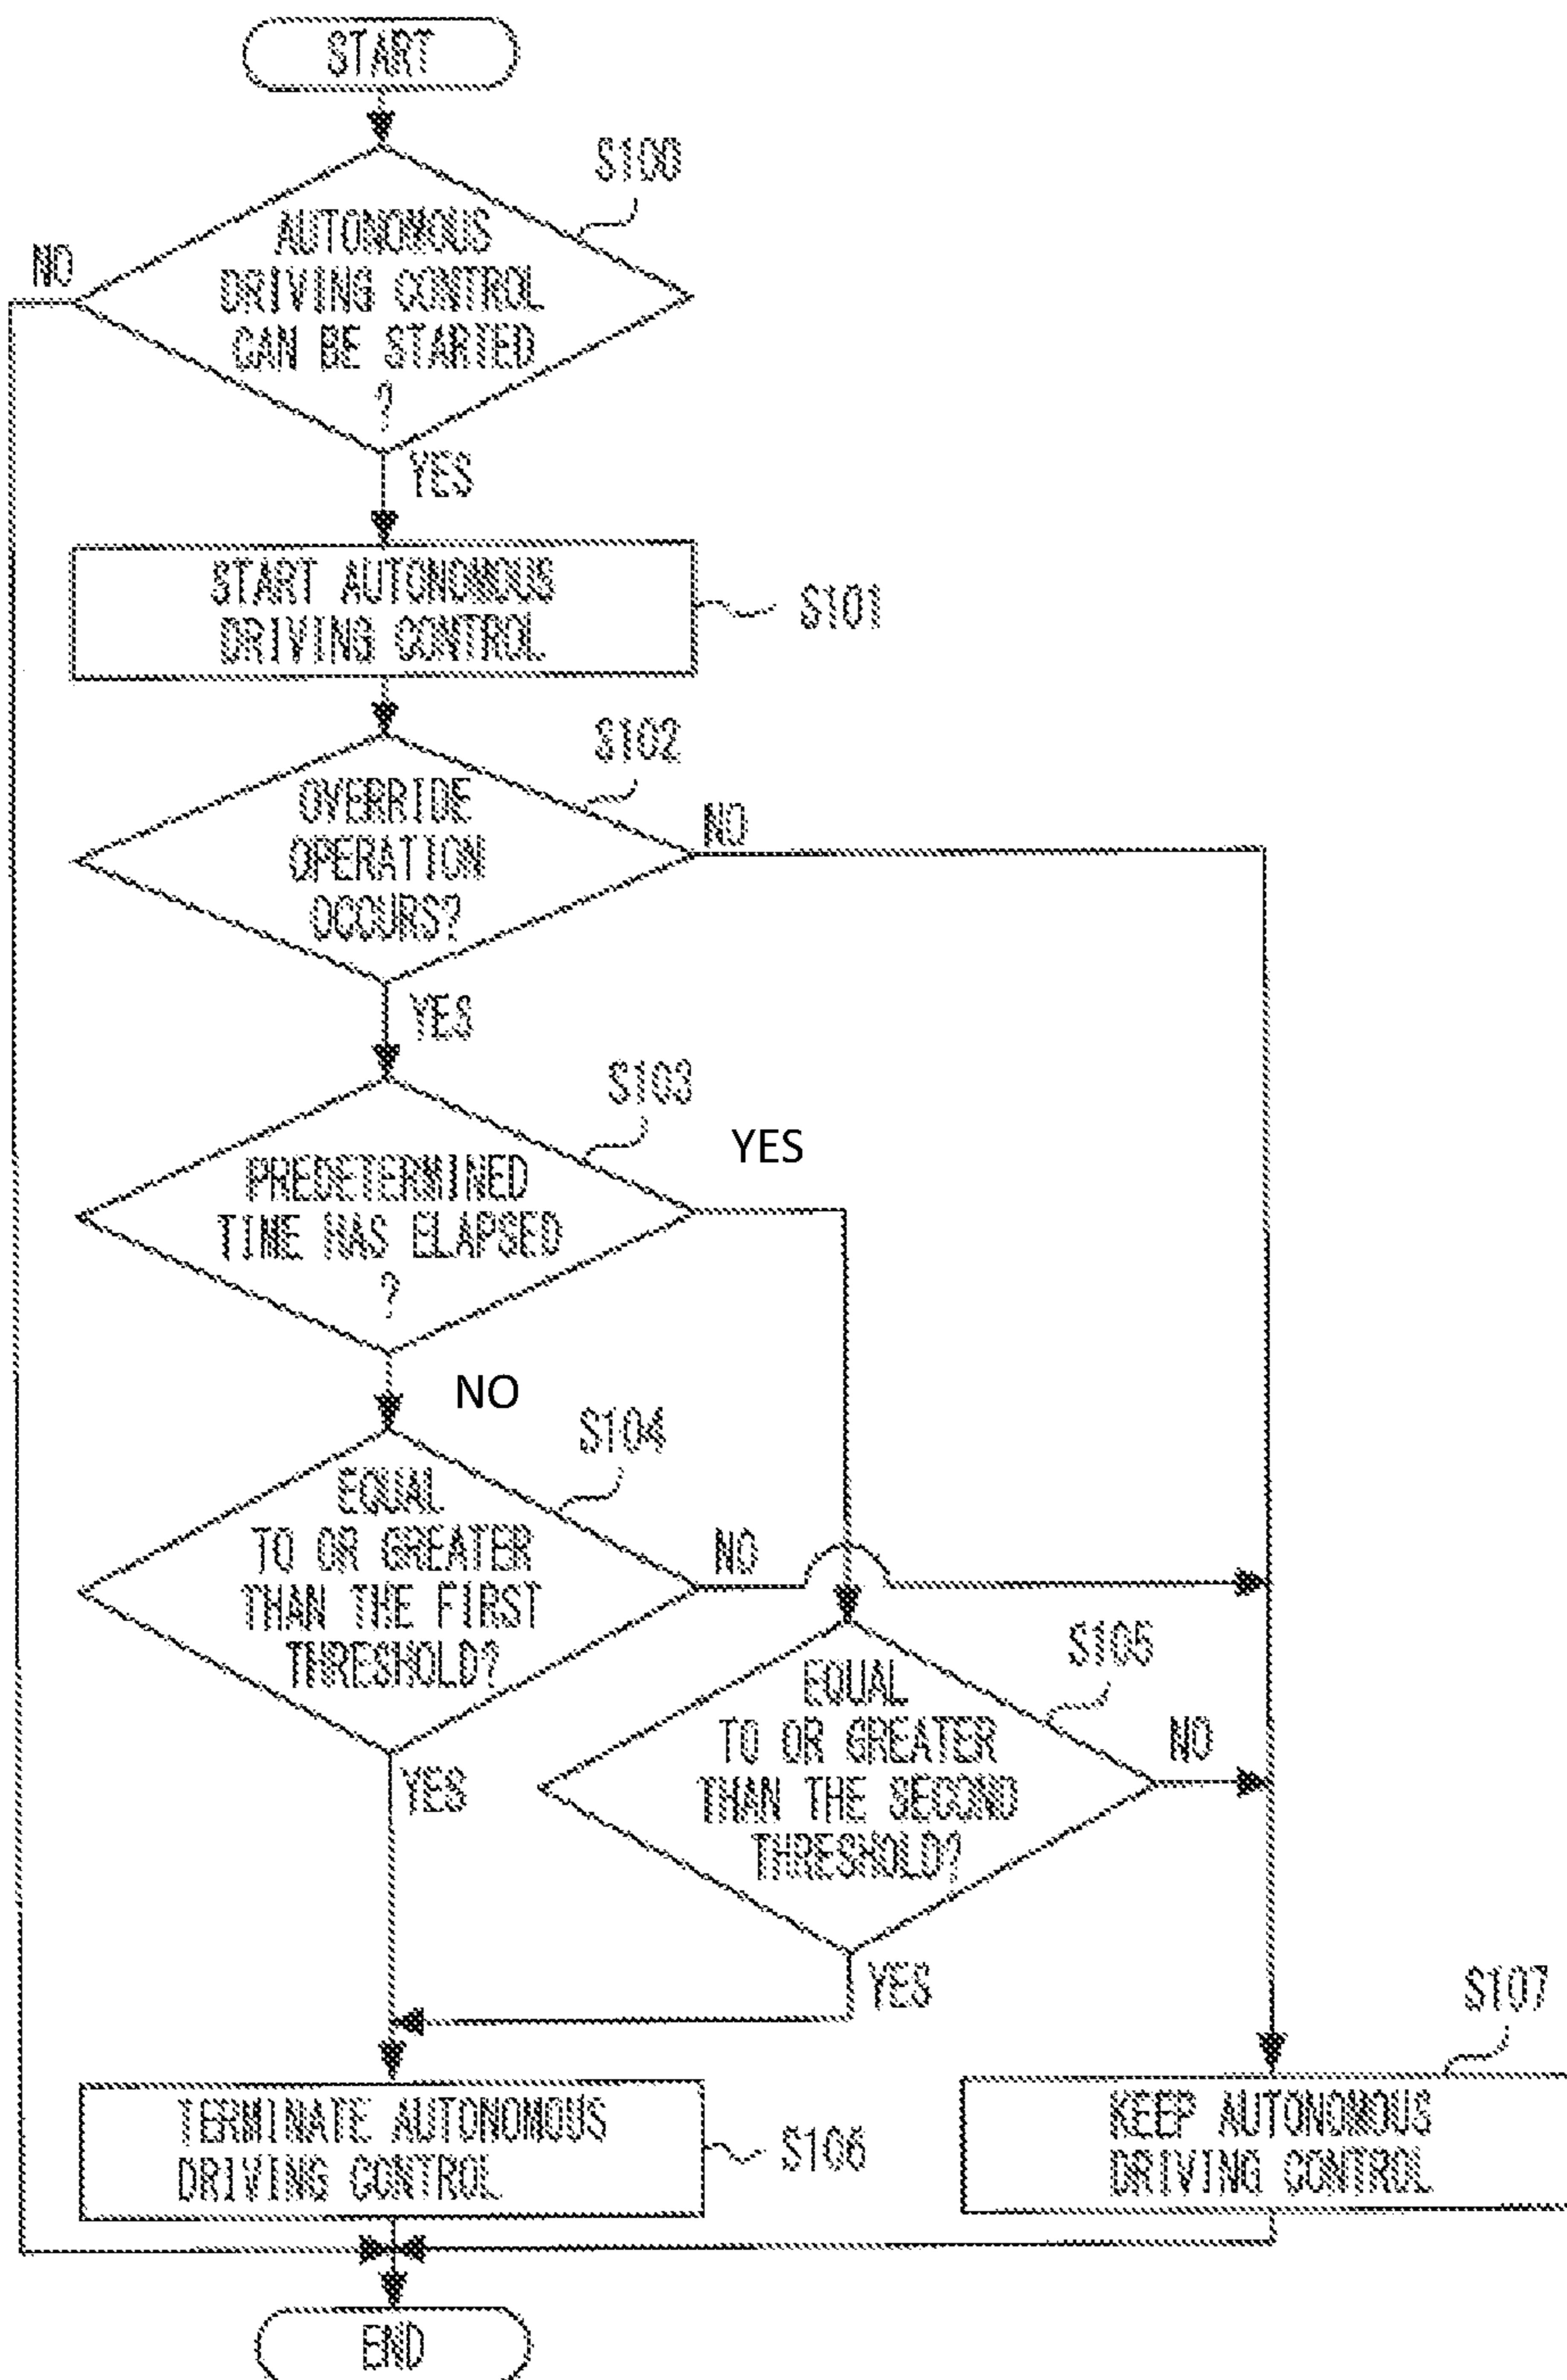 START
S100
AUTONOMOUS
DRIVING CONTROL
CAN BE STARTED
?
NO
YES
START AUTONOMOUS
DRIVING CONTROL
S101
S102
OVERRIDE
OPERATION
OCCURS?
NO
YES
S103
PREDETERMINED
TIME HAS ELAPSED
?
YES
NO
S104
EQUAL
TO OR GREATER
THAN THE FIRST
THRESHOLD?
NO
YES
S105
EQUAL
TO OR GREATER
THAN THE SECOND
THRESHOLD?
NO
YES
TERMINATE AUTONOMOUS
DRIVING CONTROL
S106
S107
KEEP AUTONOMOUS
DRIVING CONTROL
END